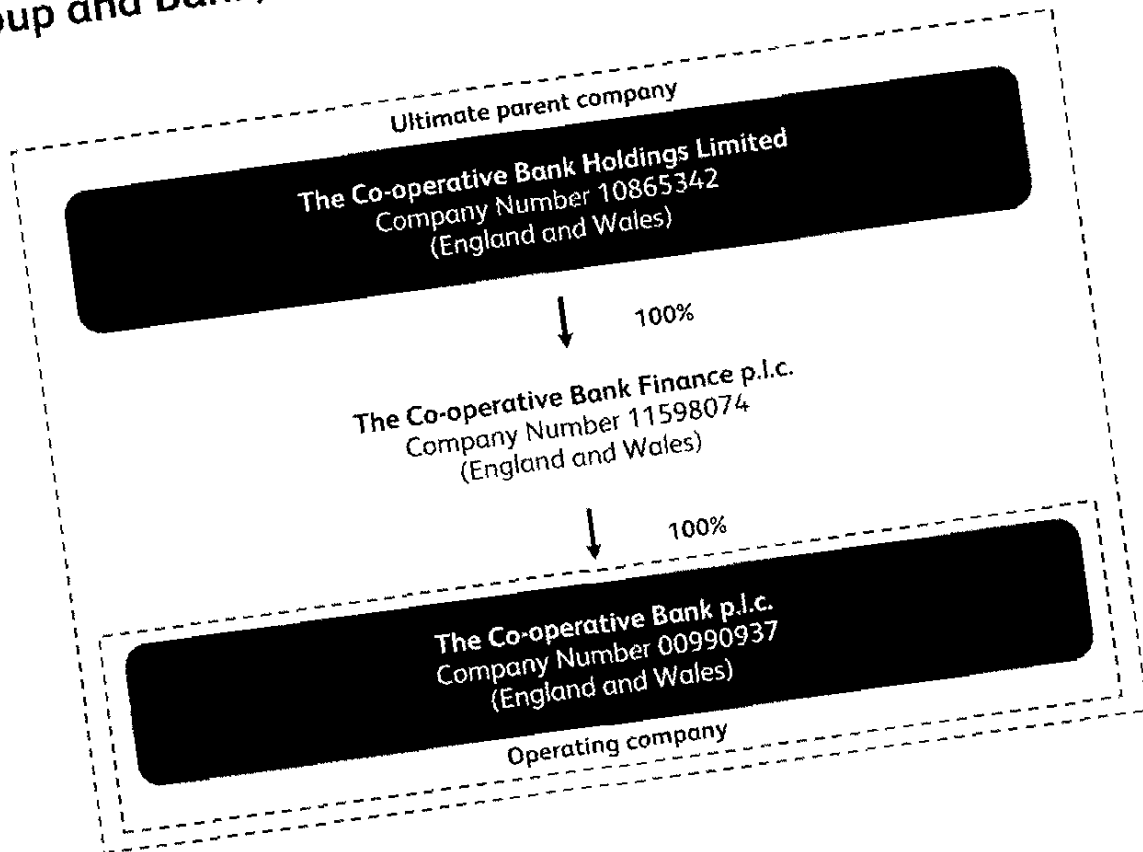 and Bank
Ultimate parent company
The Co-operative Bank Holdings Limited
Company Number 10865342
(England and Wales)
100%
The Co-operative Bank Finance p.l.c.
Company Number 11598074
(England and Wales)
100%
The Co-operative Bank p.l.c.
Company Number 00990937
(England and Wales)
Operating company